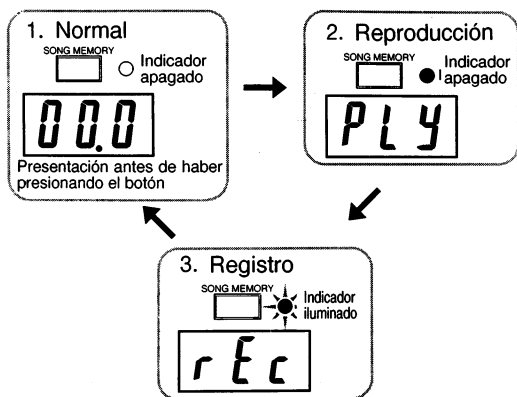 1. Normal
SONG MEMORY
Indicador
apagado
00.0
Presentación antes de haber
presionando el botón
2. Reproducción
SONG MEMORY
Indicador
apagado
PLY
3. Registro
SONG MEMORY
Indicador
iluminado
rEc